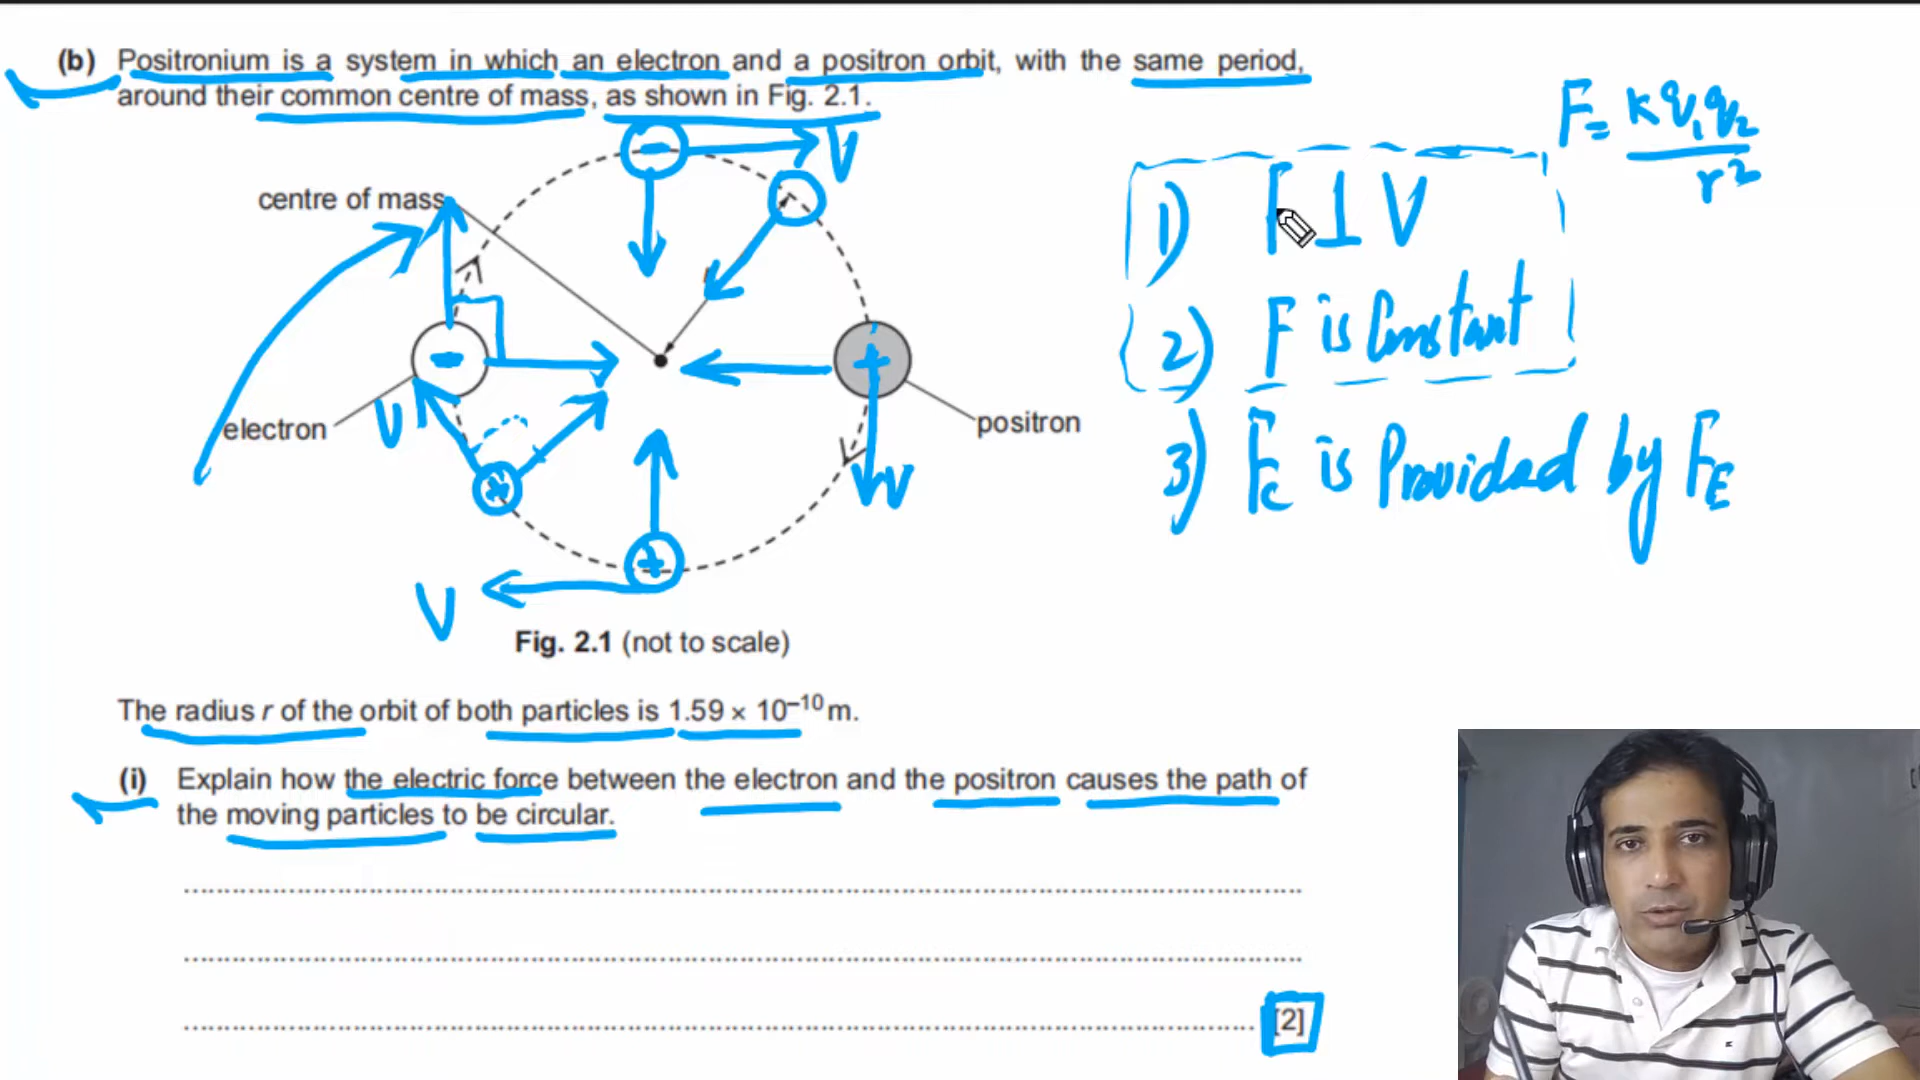 (b) Positronium is a system in which an electron and a positron orbit, with the same period,
around their common centre of mass, as shown in Fig. 2.1.
F = kq₁q₂/r²
- V
centre of mass
1) F ⊥ V
2) F is Constant
- +
electron
V
positron
3) Fc is Provided by FE
V
+
+
V
Fig. 2.1 (not to scale)
The radius r of the orbit of both particles is 1.59 × 10⁻¹⁰ m.
(i) Explain how the electric force between the electron and the positron causes the path of
the moving particles to be circular.
[2]